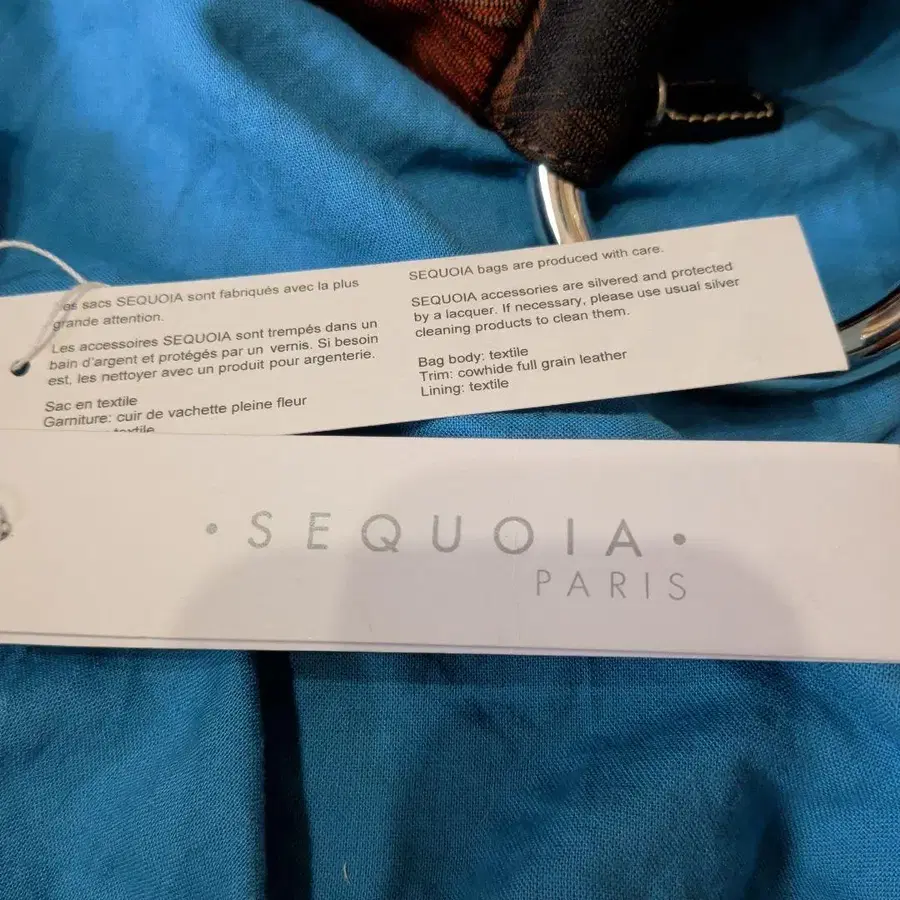 Les sacs SEQUOIA sont fabriqués avec la plus
grande attention.
Les accessoires SEQUOIA sont trempés dans un
bain d'argent et protégés par un vernis. Si besoin
est, les nettoyer avec un produit pour argenterie.
Sac en textile
Garniture: cuir de vachette pleine fleur
textile
SEQUOIA bags are produced with care.
SEQUOIA accessories are silvered and protected
by a lacquer. If necessary, please use usual silver
cleaning products to clean them.
Bag body: textile
Trim: cowhide full grain leather
Lining: textile
• SEQUOIA •
PARIS